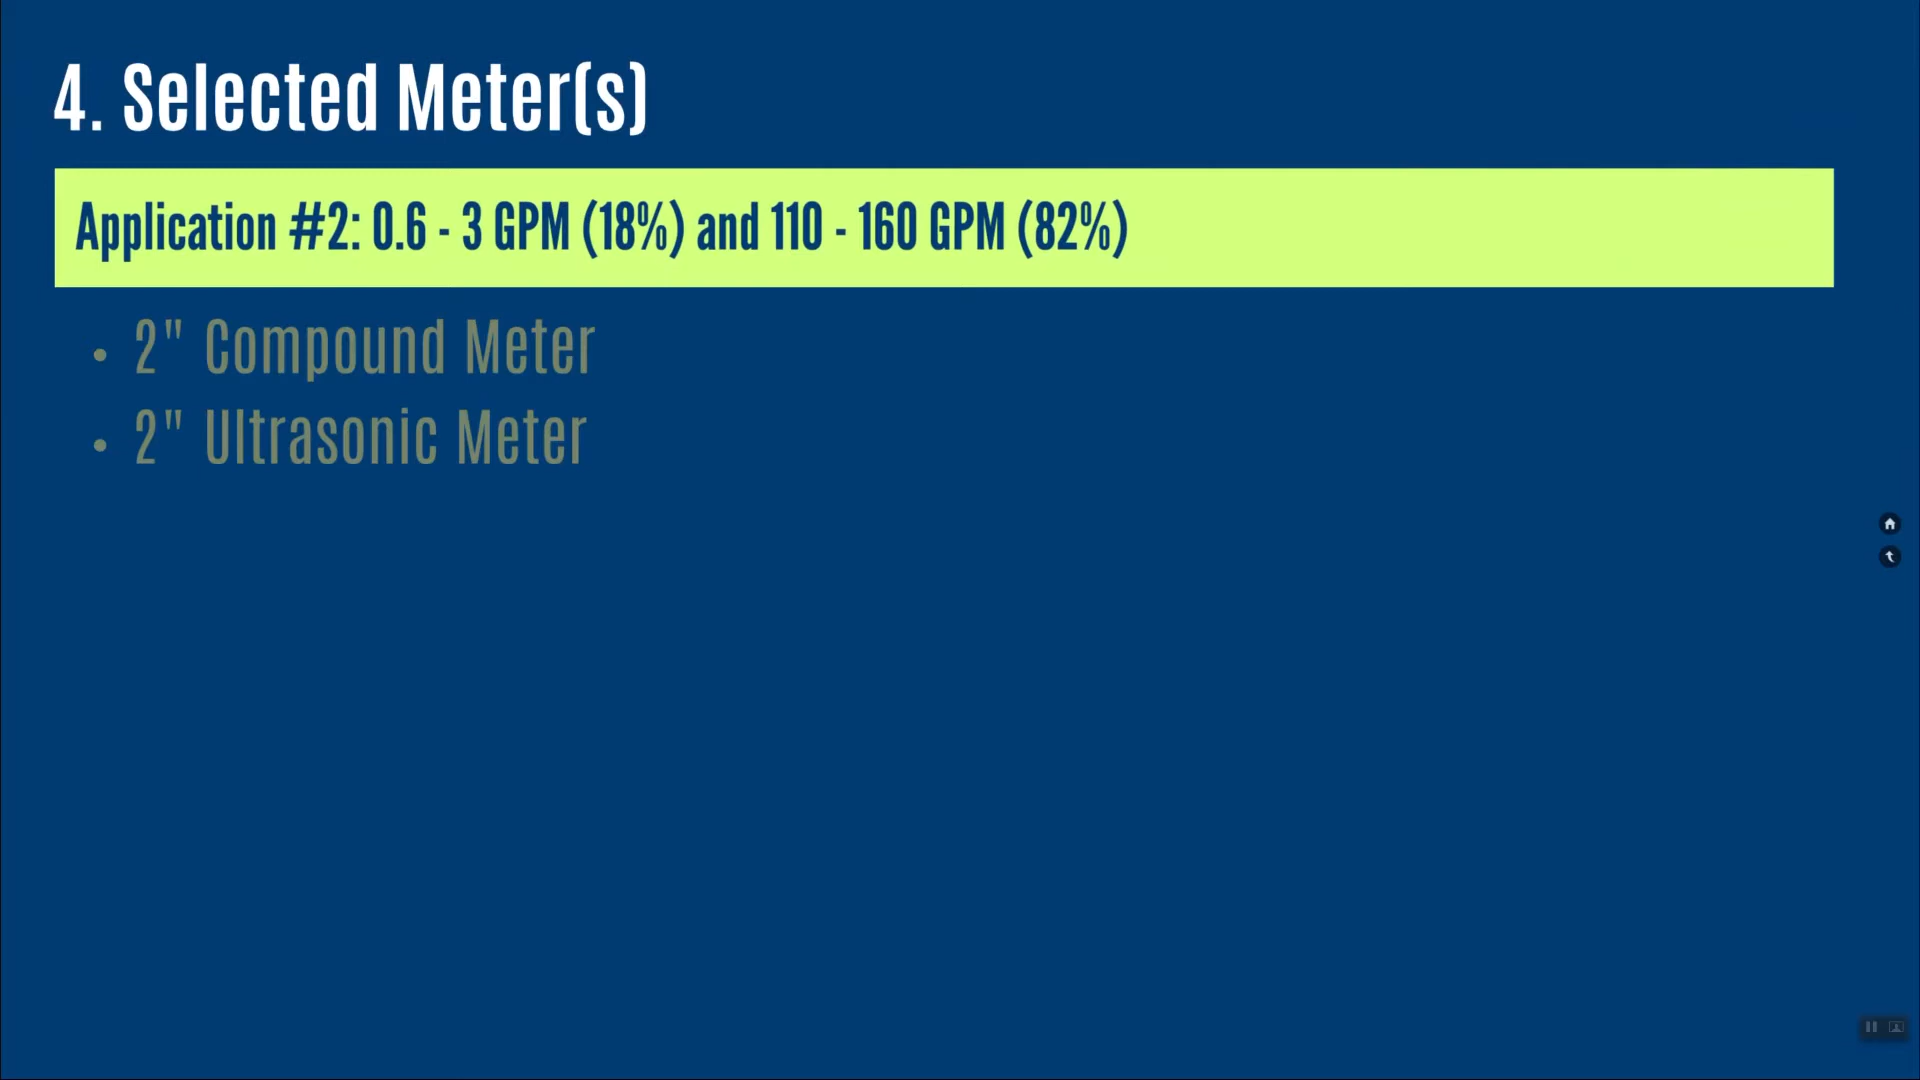 4. Selected Meter(s)
Application #2: 0.6 - 3 GPM (18%) and 110 - 160 GPM (82%)
• 2" Compound Meter
• 2" Ultrasonic Meter